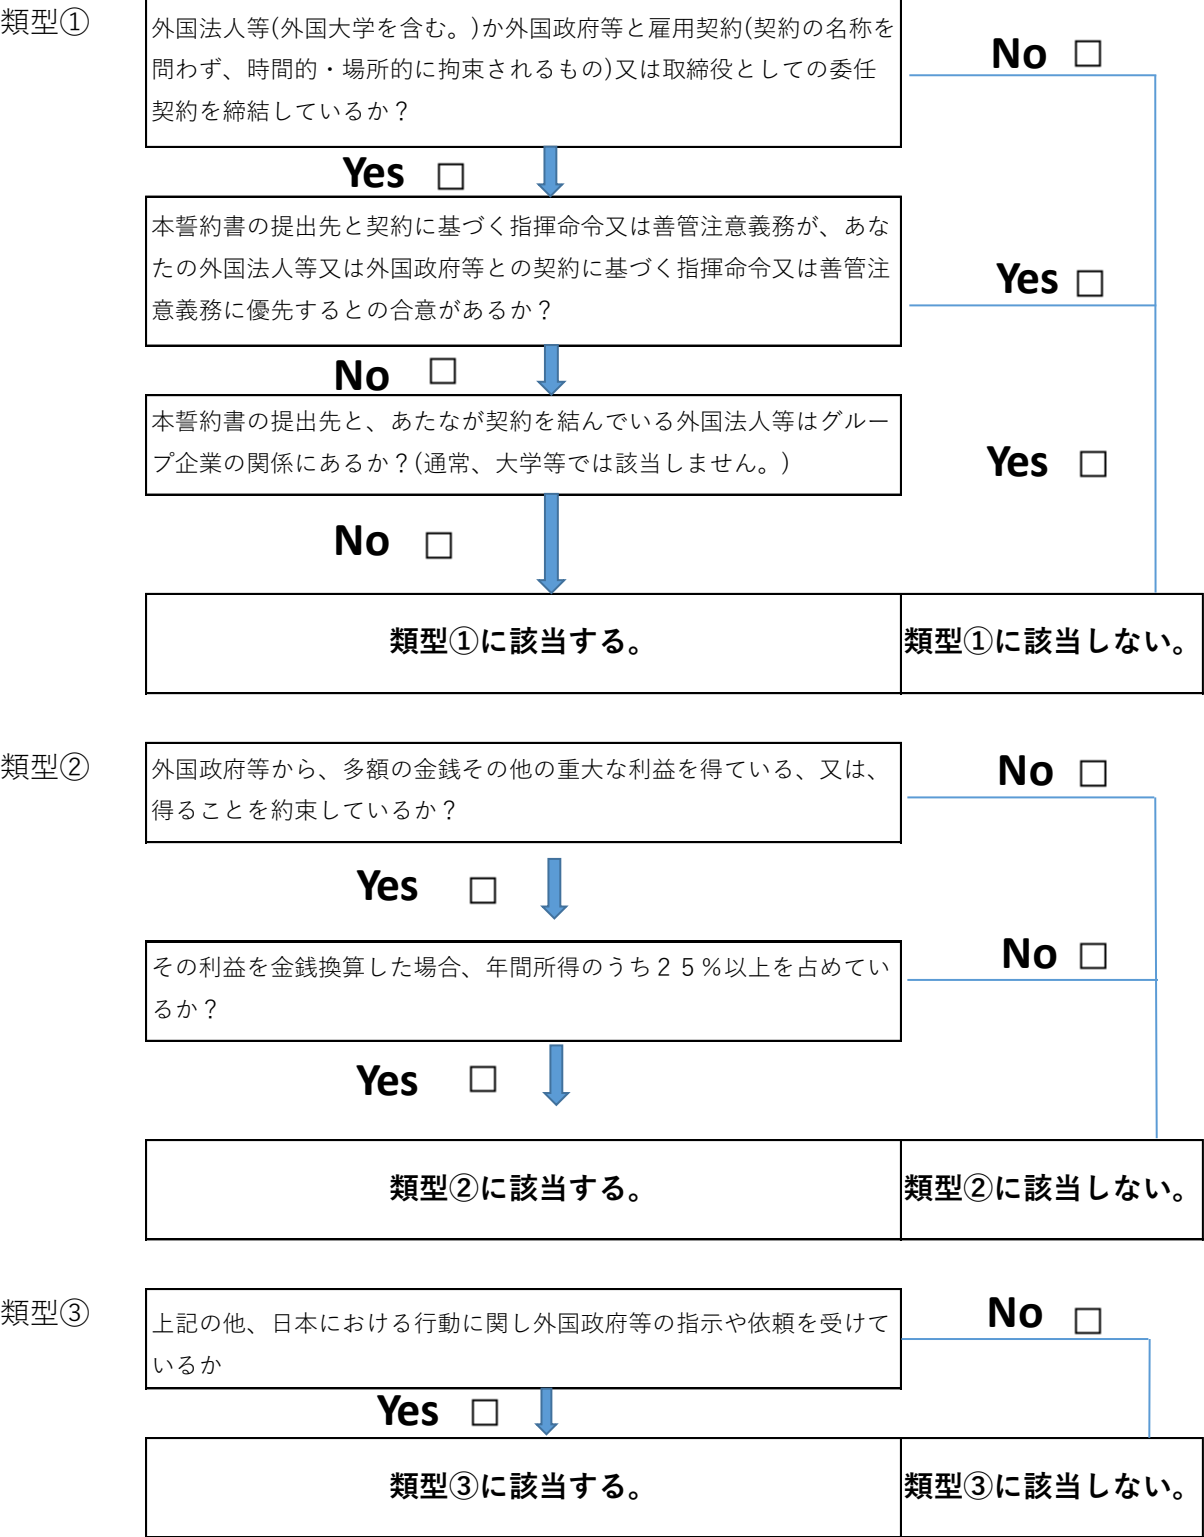 類型①
外国法人等(外国大学を含む。)か外国政府等と雇用契約(契約の名称を
問わず、時間的・場所的に拘束されるもの)又は取締役としての委任
契約を締結しているか？
No □
Yes □
本誓約書の提出先と契約に基づく指揮命令又は善管注意義務が、あな
たの外国法人等又は外国政府等との契約に基づく指揮命令又は善管注
意義務に優先するとの合意があるか？
Yes □
No □
本誓約書の提出先と、あたなが契約を結んでいる外国法人等はグルー
プ企業の関係にあるか？(通常、大学等では該当しません。)
Yes □
No □
類型①に該当する。
類型①に該当しない。
類型②
外国政府等から、多額の金銭その他の重大な利益を得ている、又は、
得ることを約束しているか？
No □
Yes □
その利益を金銭換算した場合、年間所得のうち２５％以上を占めてい
るか？
No □
Yes □
類型②に該当する。
類型②に該当しない。
類型③
上記の他、日本における行動に関し外国政府等の指示や依頼を受けて
いるか
No □
Yes □
類型③に該当する。
類型③に該当しない。